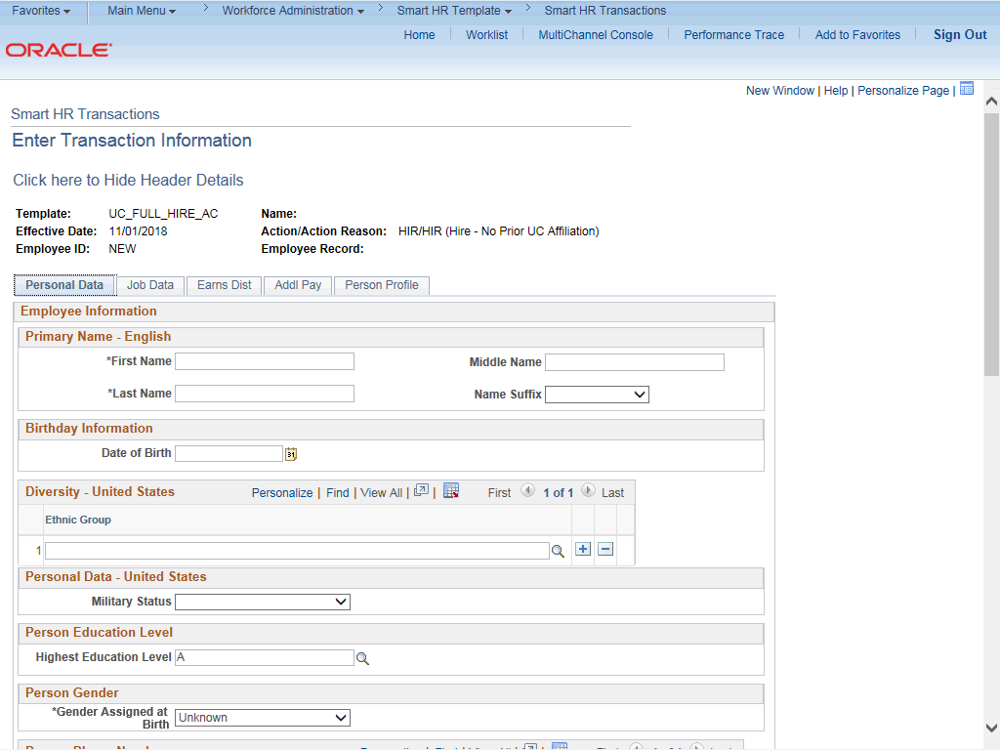 Favorites Main Menu > Workforce Administration > Smart HR Template > Smart HR Transactions
Home Worklist MultiChannel Console Performance Trace Add to Favorites Sign Out
ORACLE
New Window | Help | Personalize Page |
Smart HR Transactions
Enter Transaction Information
Click here to Hide Header Details
Template: UC_FULL_HIRE_AC Name:
Effective Date: 11/01/2018 Action/Action Reason: HIR/HIR (Hire - No Prior UC Affiliation)
Employee ID: NEW Employee Record:
Personal Data Job Data Earns Dist Addl Pay Person Profile
Employee Information
Primary Name - English
*First Name Middle Name
*Last Name Name Suffix
Birthday Information
Date of Birth 31
Diversity - United States Personalize | Find | View All | | First 1 of 1 Last
Ethnic Group
1
Personal Data - United States
Military Status
Person Education Level
Highest Education Level A
Person Gender
*Gender Assigned at
Birth Unknown